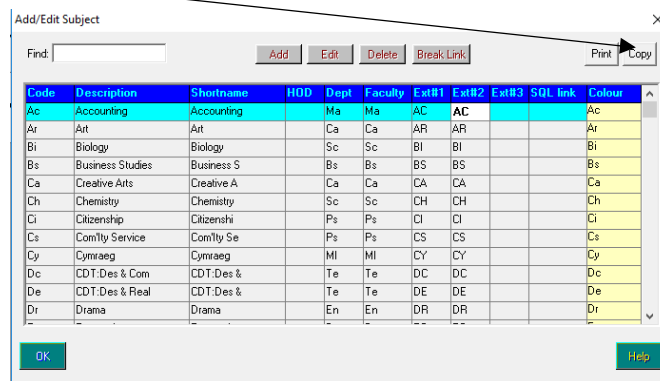 Add/Edit Subject
Find: Add Edit Delete Break Link Print Copy
Code Description Shortname HOD Dept Faculty Ext#1 Ext#2 Ext#3 SQL link Colour
Ac Accounting Accounting Ma Ma AC AC Ac
Ar Art Art Ca Ca AR AR Ar
Bi Biology Biology Sc Sc BI BI Bi
Bs Business Studies Business S Bs Bs BS BS Bs
Ca Creative Arts Creative A Ca Ca CA CA Ca
Ch Chemistry Chemistry Sc Sc CH CH Ch
Ci Citizenship Citizenshi Ps Ps CI CI Ci
Cs Com'lty Service Com'lty Se Ps Ps CS CS Cs
Cy Cymraeg Cymraeg Ml Ml CY CY Cy
Dc CDT:Des & Com CDT:Des & Te Te DC DC Dc
De CDT:Des & Real CDT:Des & Te Te DE DE De
Dr Drama Drama En En DR DR Dr
OK Help